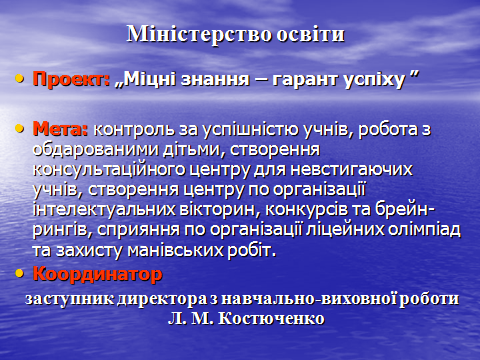 Міністерство освіти
Проект: „Міцні знання – гарант успіху ”
Мета: контроль за успішністю учнів, робота з
обдарованими дітьми, створення
консультаційного центру для невстигаючих
учнів, створення центру по організації
інтелектуальних вікторин, конкурсів та брейн-
рингів, сприяння по організації ліцейних олімпіад
та захисту манівських робіт.
Координатор
заступник директора з навчально-виховної роботи
Л. М. Костюченко